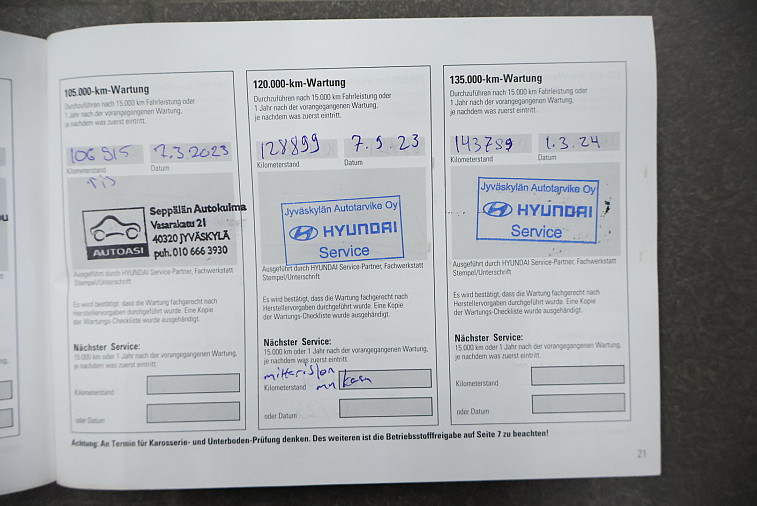 105.000-km-Wartung
Durchzuführen nach 15.000 km Fahrleistung oder
1 Jahr nach der vorangegangenen Wartung,
je nachdem was zuerst eintritt.
106 915 7.3.2023
Kilometerstand Datum
Seppälän Autokulma
Vasarakatu 21
40320 JYVÄSKYLÄ
puh. 010 666 3930
AUTOASI
Ausgeführt durch HYUNDAI Service-Partner, Fachwerkstatt
Stempel/Unterschrift
Es wird bestätigt, dass die Wartung fachgerecht nach
Herstellervorgaben durchgeführt wurde. Eine Kopie
der Wartungs-Checkliste wurde ausgehändigt.
Nächster Service:
15.000 km oder 1 Jahr nach der vorangegangenen Wartung,
je nachdem was zuerst eintritt.
Kilometerstand
oder Datum
120.000-km-Wartung
Durchzuführen nach 15.000 km Fahrleistung oder
1 Jahr nach der vorangegangenen Wartung,
je nachdem was zuerst eintritt.
128899 7.9.23
Kilometerstand Datum
Jyväskylän Autotarvike Oy
HYUNDAI
Service
Ausgeführt durch HYUNDAI Service-Partner, Fachwerkstatt
Stempel/Unterschrift
Es wird bestätigt, dass die Wartung fachgerecht nach
Herstellervorgaben durchgeführt wurde. Eine Kopie
der Wartungs-Checkliste wurde ausgehändigt.
Nächster Service:
15.000 km oder 1 Jahr nach der vorangegangenen Wartung,
je nachdem was zuerst eintritt.
Kilometerstand
oder Datum
135.000-km-Wartung
Durchzuführen nach 15.000 km Fahrleistung oder
1 Jahr nach der vorangegangenen Wartung,
je nachdem was zuerst eintritt.
143789 1.3.24
Kilometerstand Datum
Jyväskylän Autotarvike Oy
HYUNDAI
Service
Ausgeführt durch HYUNDAI Service-Partner, Fachwerkstatt
Stempel/Unterschrift
Es wird bestätigt, dass die Wartung fachgerecht nach
Herstellervorgaben durchgeführt wurde. Eine Kopie
der Wartungs-Checkliste wurde ausgehändigt.
Nächster Service:
15.000 km oder 1 Jahr nach der vorangegangenen Wartung,
je nachdem was zuerst eintritt.
Kilometerstand
oder Datum
Achtung: An Termine für Karosserie- und Unterboden-Prüfung denken. Des weiteren ist die Betriebsstofffreigabe auf Seite 7 zu beachten!
21